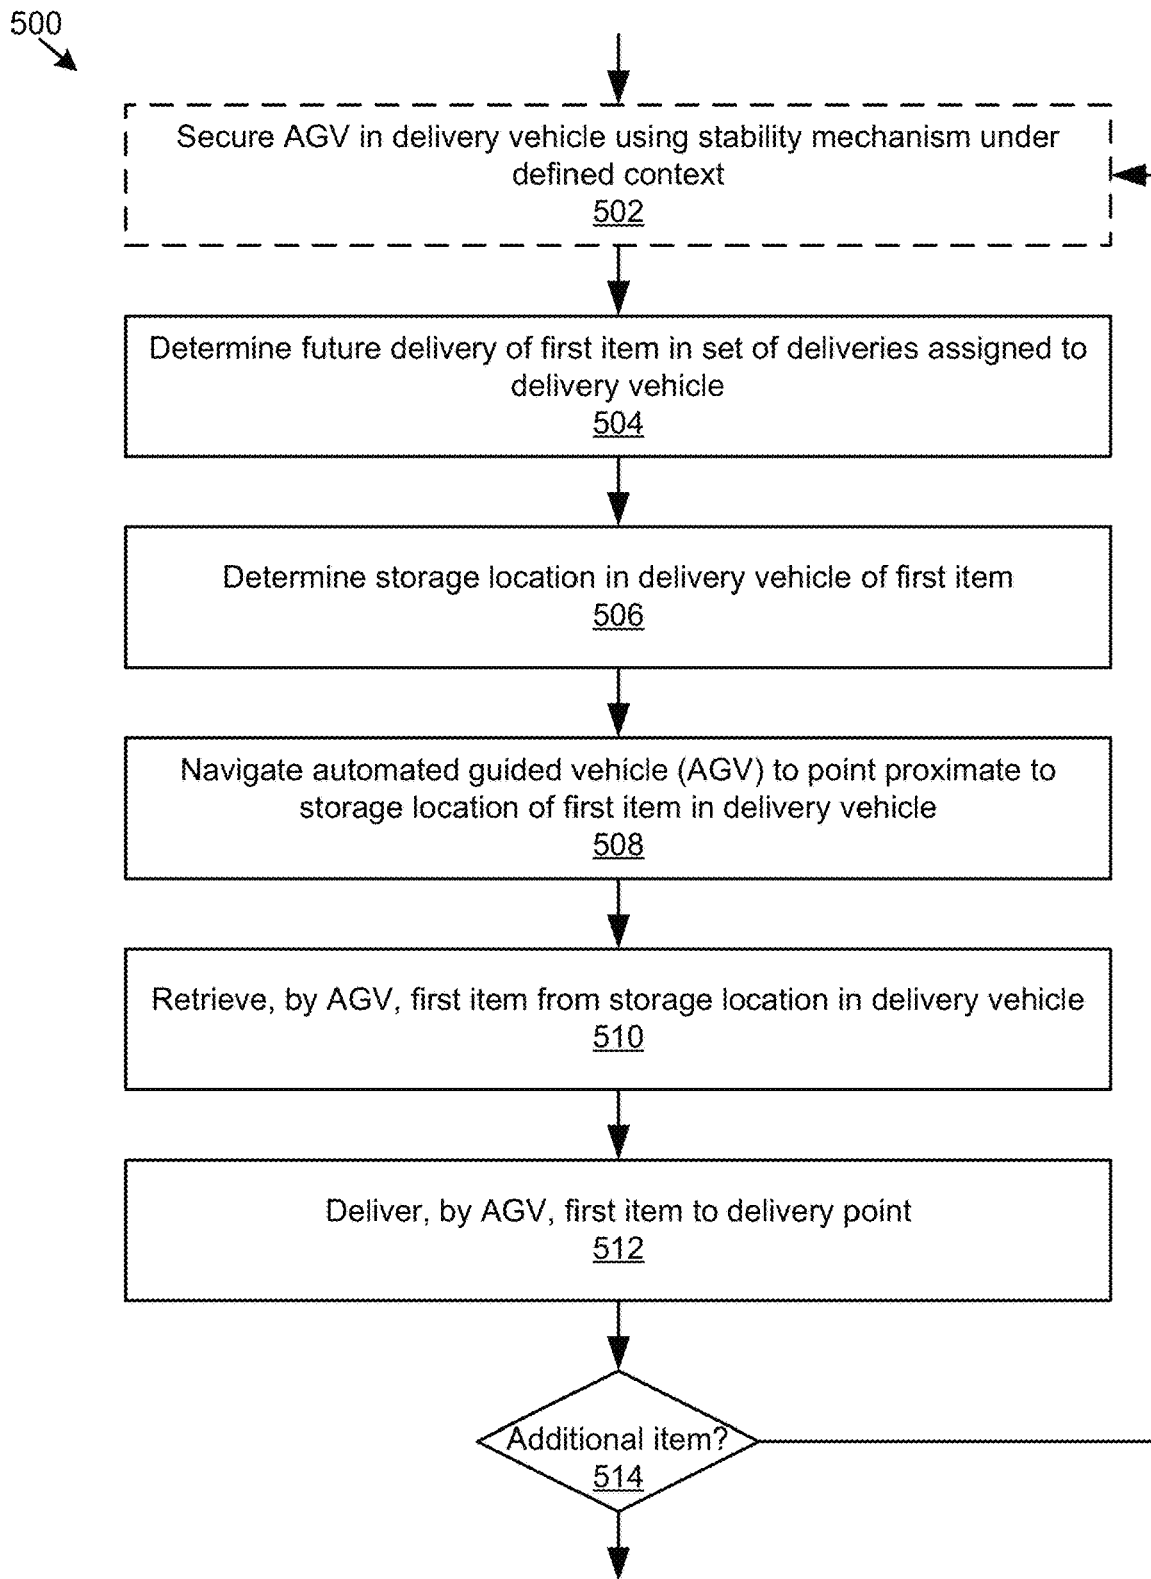 500
Secure AGV in delivery vehicle using stability mechanism under
defined context
502
Determine future delivery of first item in set of deliveries assigned to
delivery vehicle
504
Determine storage location in delivery vehicle of first item
506
Navigate automated guided vehicle (AGV) to point proximate to
storage location of first item in delivery vehicle
508
Retrieve, by AGV, first item from storage location in delivery vehicle
510
Deliver, by AGV, first item to delivery point
512
Additional item?
514